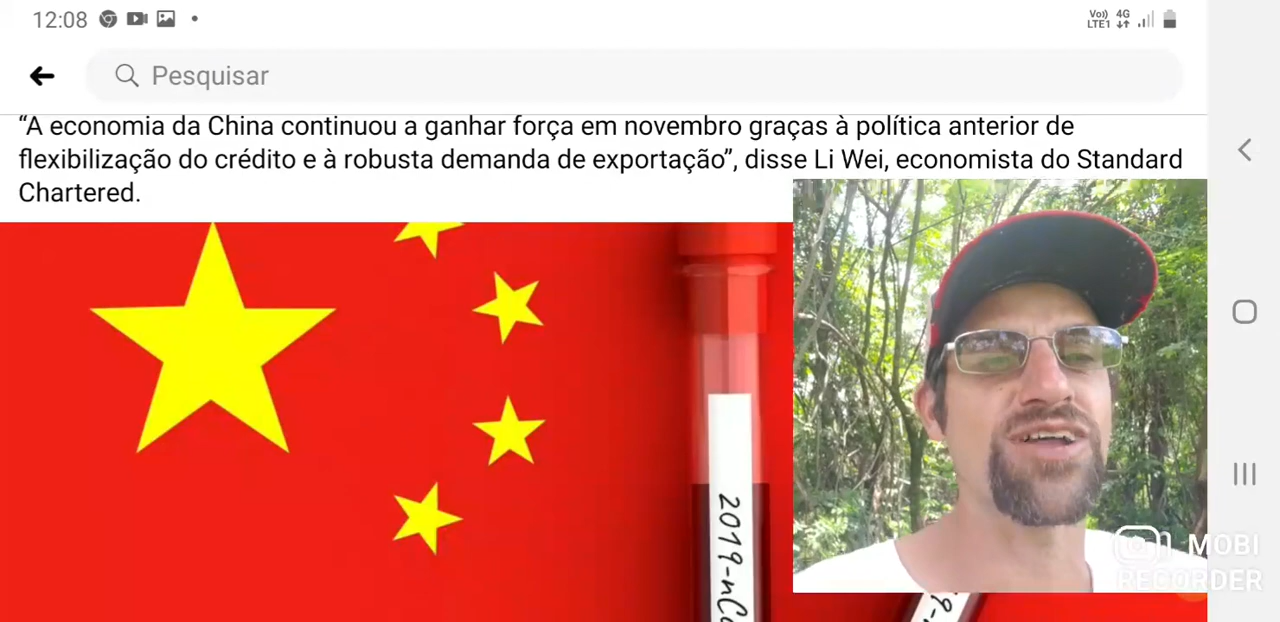 12:08
Vo)) 4G
LTE1
Pesquisar
“A economia da China continuou a ganhar força em novembro graças à política anterior de
flexibilização do crédito e à robusta demanda de exportação”, disse Li Wei, economista do Standard
Chartered.
2019-nCo
MOBI
RECORDER